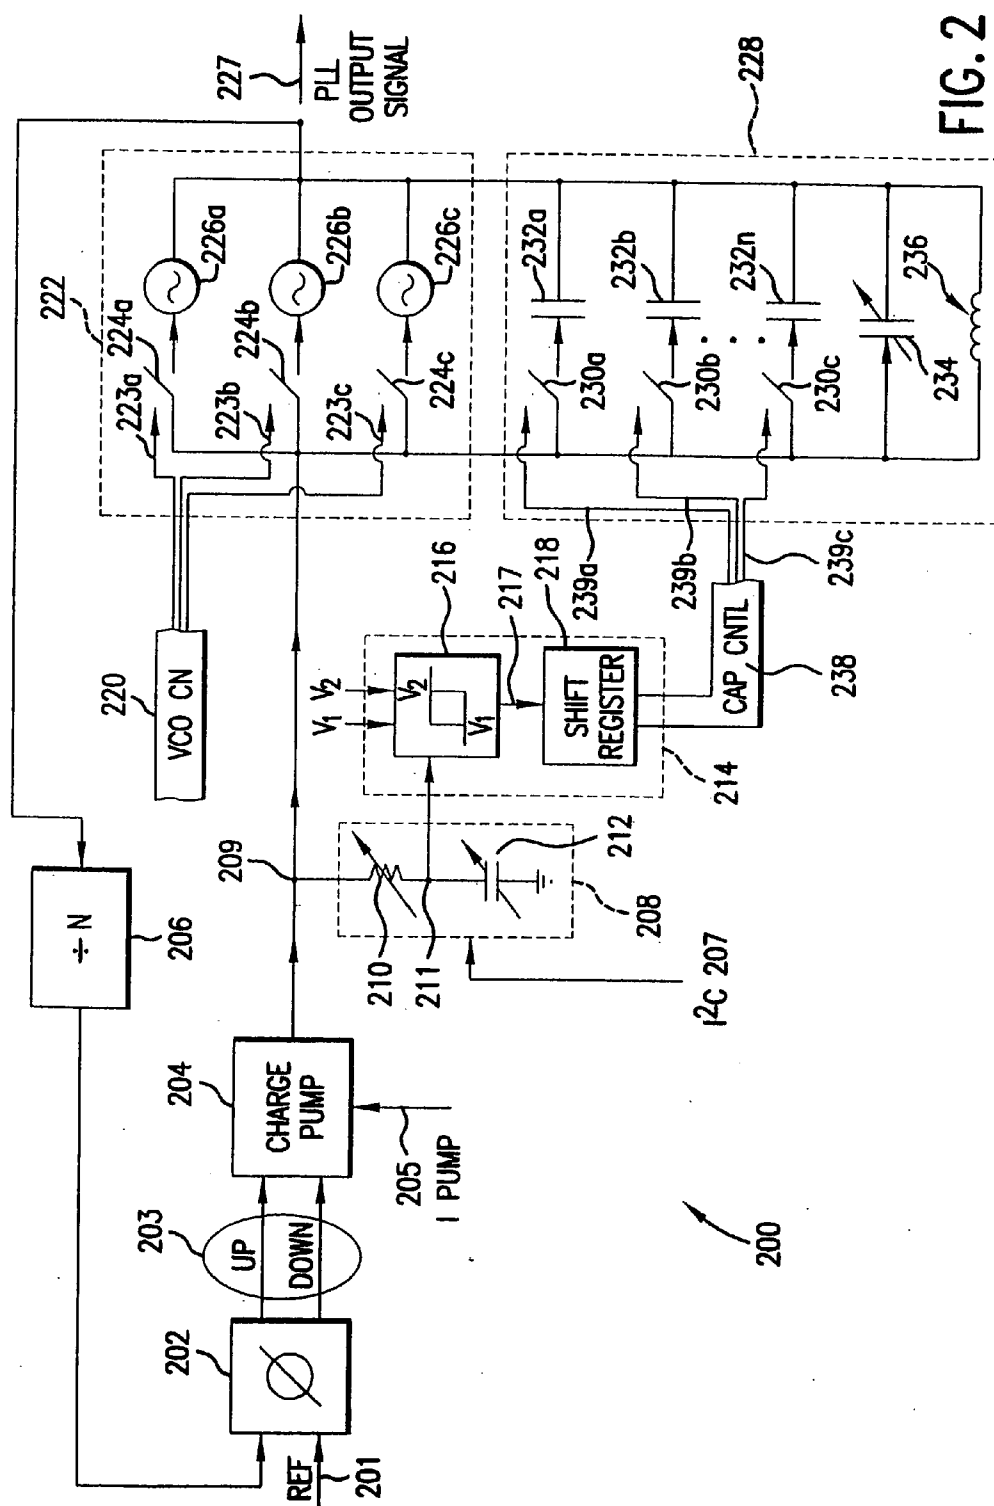 REF
201
202
UP
DOWN
203
CHARGE
PUMP
204
205
I PUMP
÷ N
206
209
210
211
212
208
I²C 207
VCO CN
220
V1
V2
V2
V1
216
217
SHIFT
REGISTER
218
214
CAP CNTL
238
239a
239b
239c
222
223a
224a
223b
224b
223c
224c
226a
226b
226c
227
PLL
OUTPUT
SIGNAL
228
230a
232a
230b
232b
230c
232n
234
236
200
FIG. 2